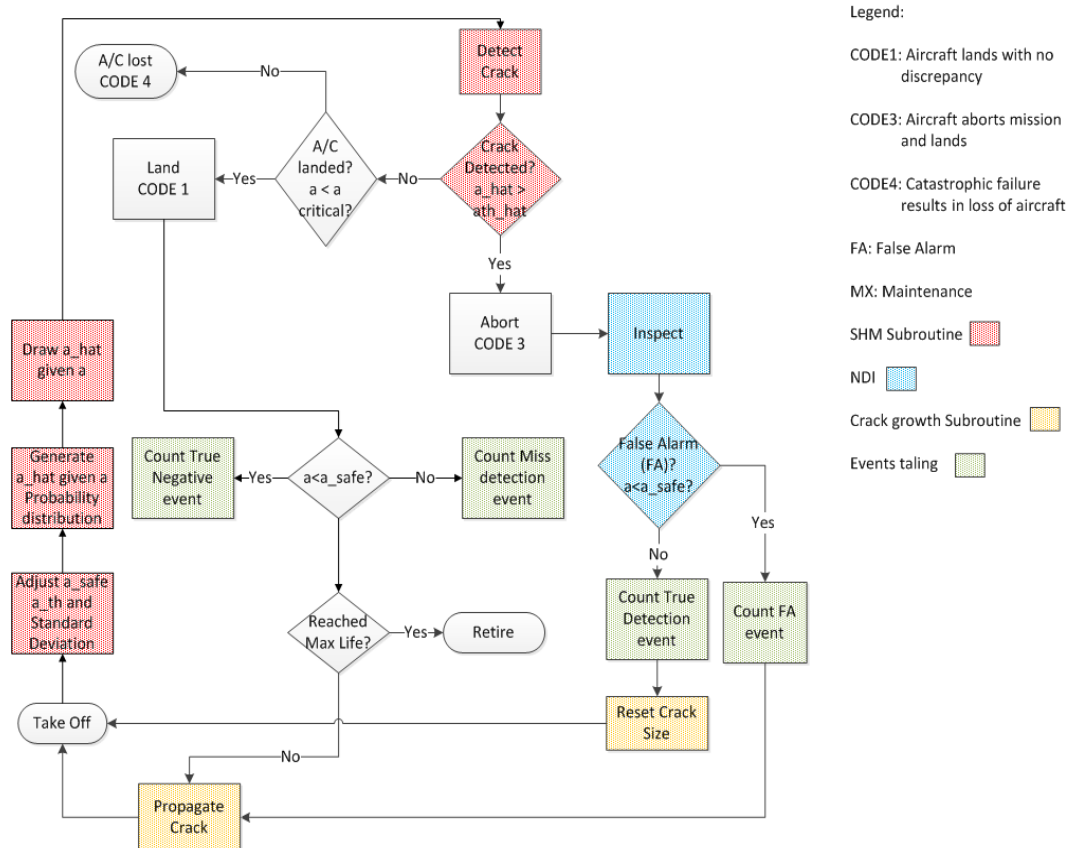 Detect
Crack
A/C lost
CODE 4
No
Crack
Detected?
a_hat >
ath_hat
A/C
landed?
a < a
critical?
Land
CODE 1
Yes
No
Yes
Abort
CODE 3
Inspect
Draw a_hat
given a
False Alarm
(FA)?
a<a_safe?
Count True
Negative
event
Yes
a<a_safe?
No
Count Miss
detection
event
Generate
a_hat given a
Probability
distribution
Yes
No
Adjust a_safe
a_th and
Standard
Deviation
Reached
Max Life?
Yes
Retire
Count True
Detection
event
Count FA
event
Take Off
Reset Crack
Size
No
Propagate
Crack
Legend:
CODE1: Aircraft lands with no
discrepancy
CODE3: Aircraft aborts mission
and lands
CODE4: Catastrophic failure
results in loss of aircraft
FA: False Alarm
MX: Maintenance
SHM Subroutine
NDI
Crack growth Subroutine
Events taling